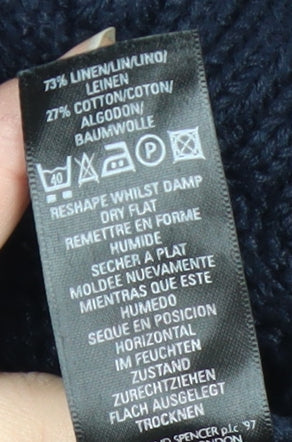 73% LINEN/LIN/LINO/
LEINEN
27% COTTON/COTON/
ALGODON/
BAUMWOLLE
40 P
RESHAPE WHILST DAMP
DRY FLAT
REMETTRE EN FORME
HUMIDE
SECHER A PLAT
MOLDEE NUEVAMENTE
MIENTRAS QUE ESTE
HUMEDO
SEQUE EN POSICION
HORIZONTAL
IM FEUCHTEN
ZUSTAND
ZURECHTZIEHEN
FLACH AUSGELEGT
TROCKNEN
SPENCER p.l.c. '97